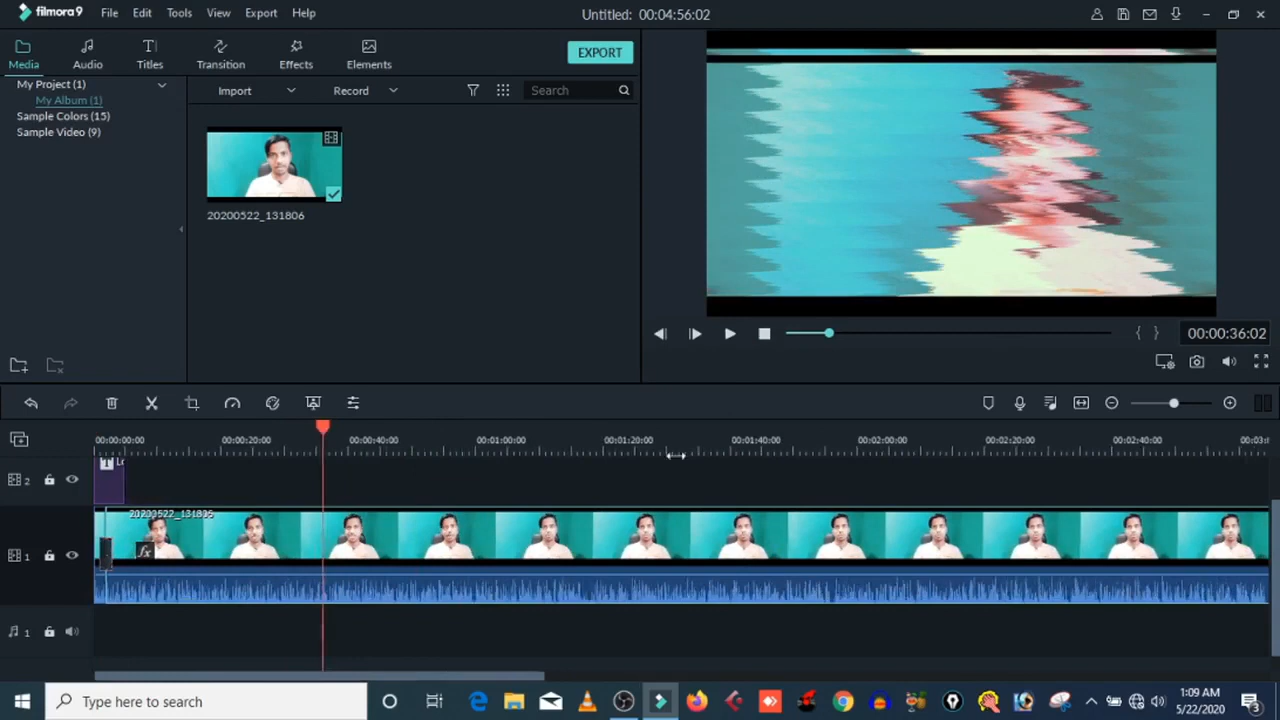 filmora9 File Edit Tools View Export Help Untitled: 00:04:56:02
Media Audio Titles Transition Effects Elements EXPORT
My Project (1)
My Album (1)
Sample Colors (15)
Sample Video (9)
Import Record Search
20200522_131806
00:00:36:02
00:00:00:00 00:00:20:00 00:00:40:00 00:01:00:00 00:01:20:00 00:01:40:00 00:02:00:00 00:02:20:00 00:02:40:00
2 T
20200522_131806
1 fx
1
Type here to search
1:09 AM
5/22/2020
3